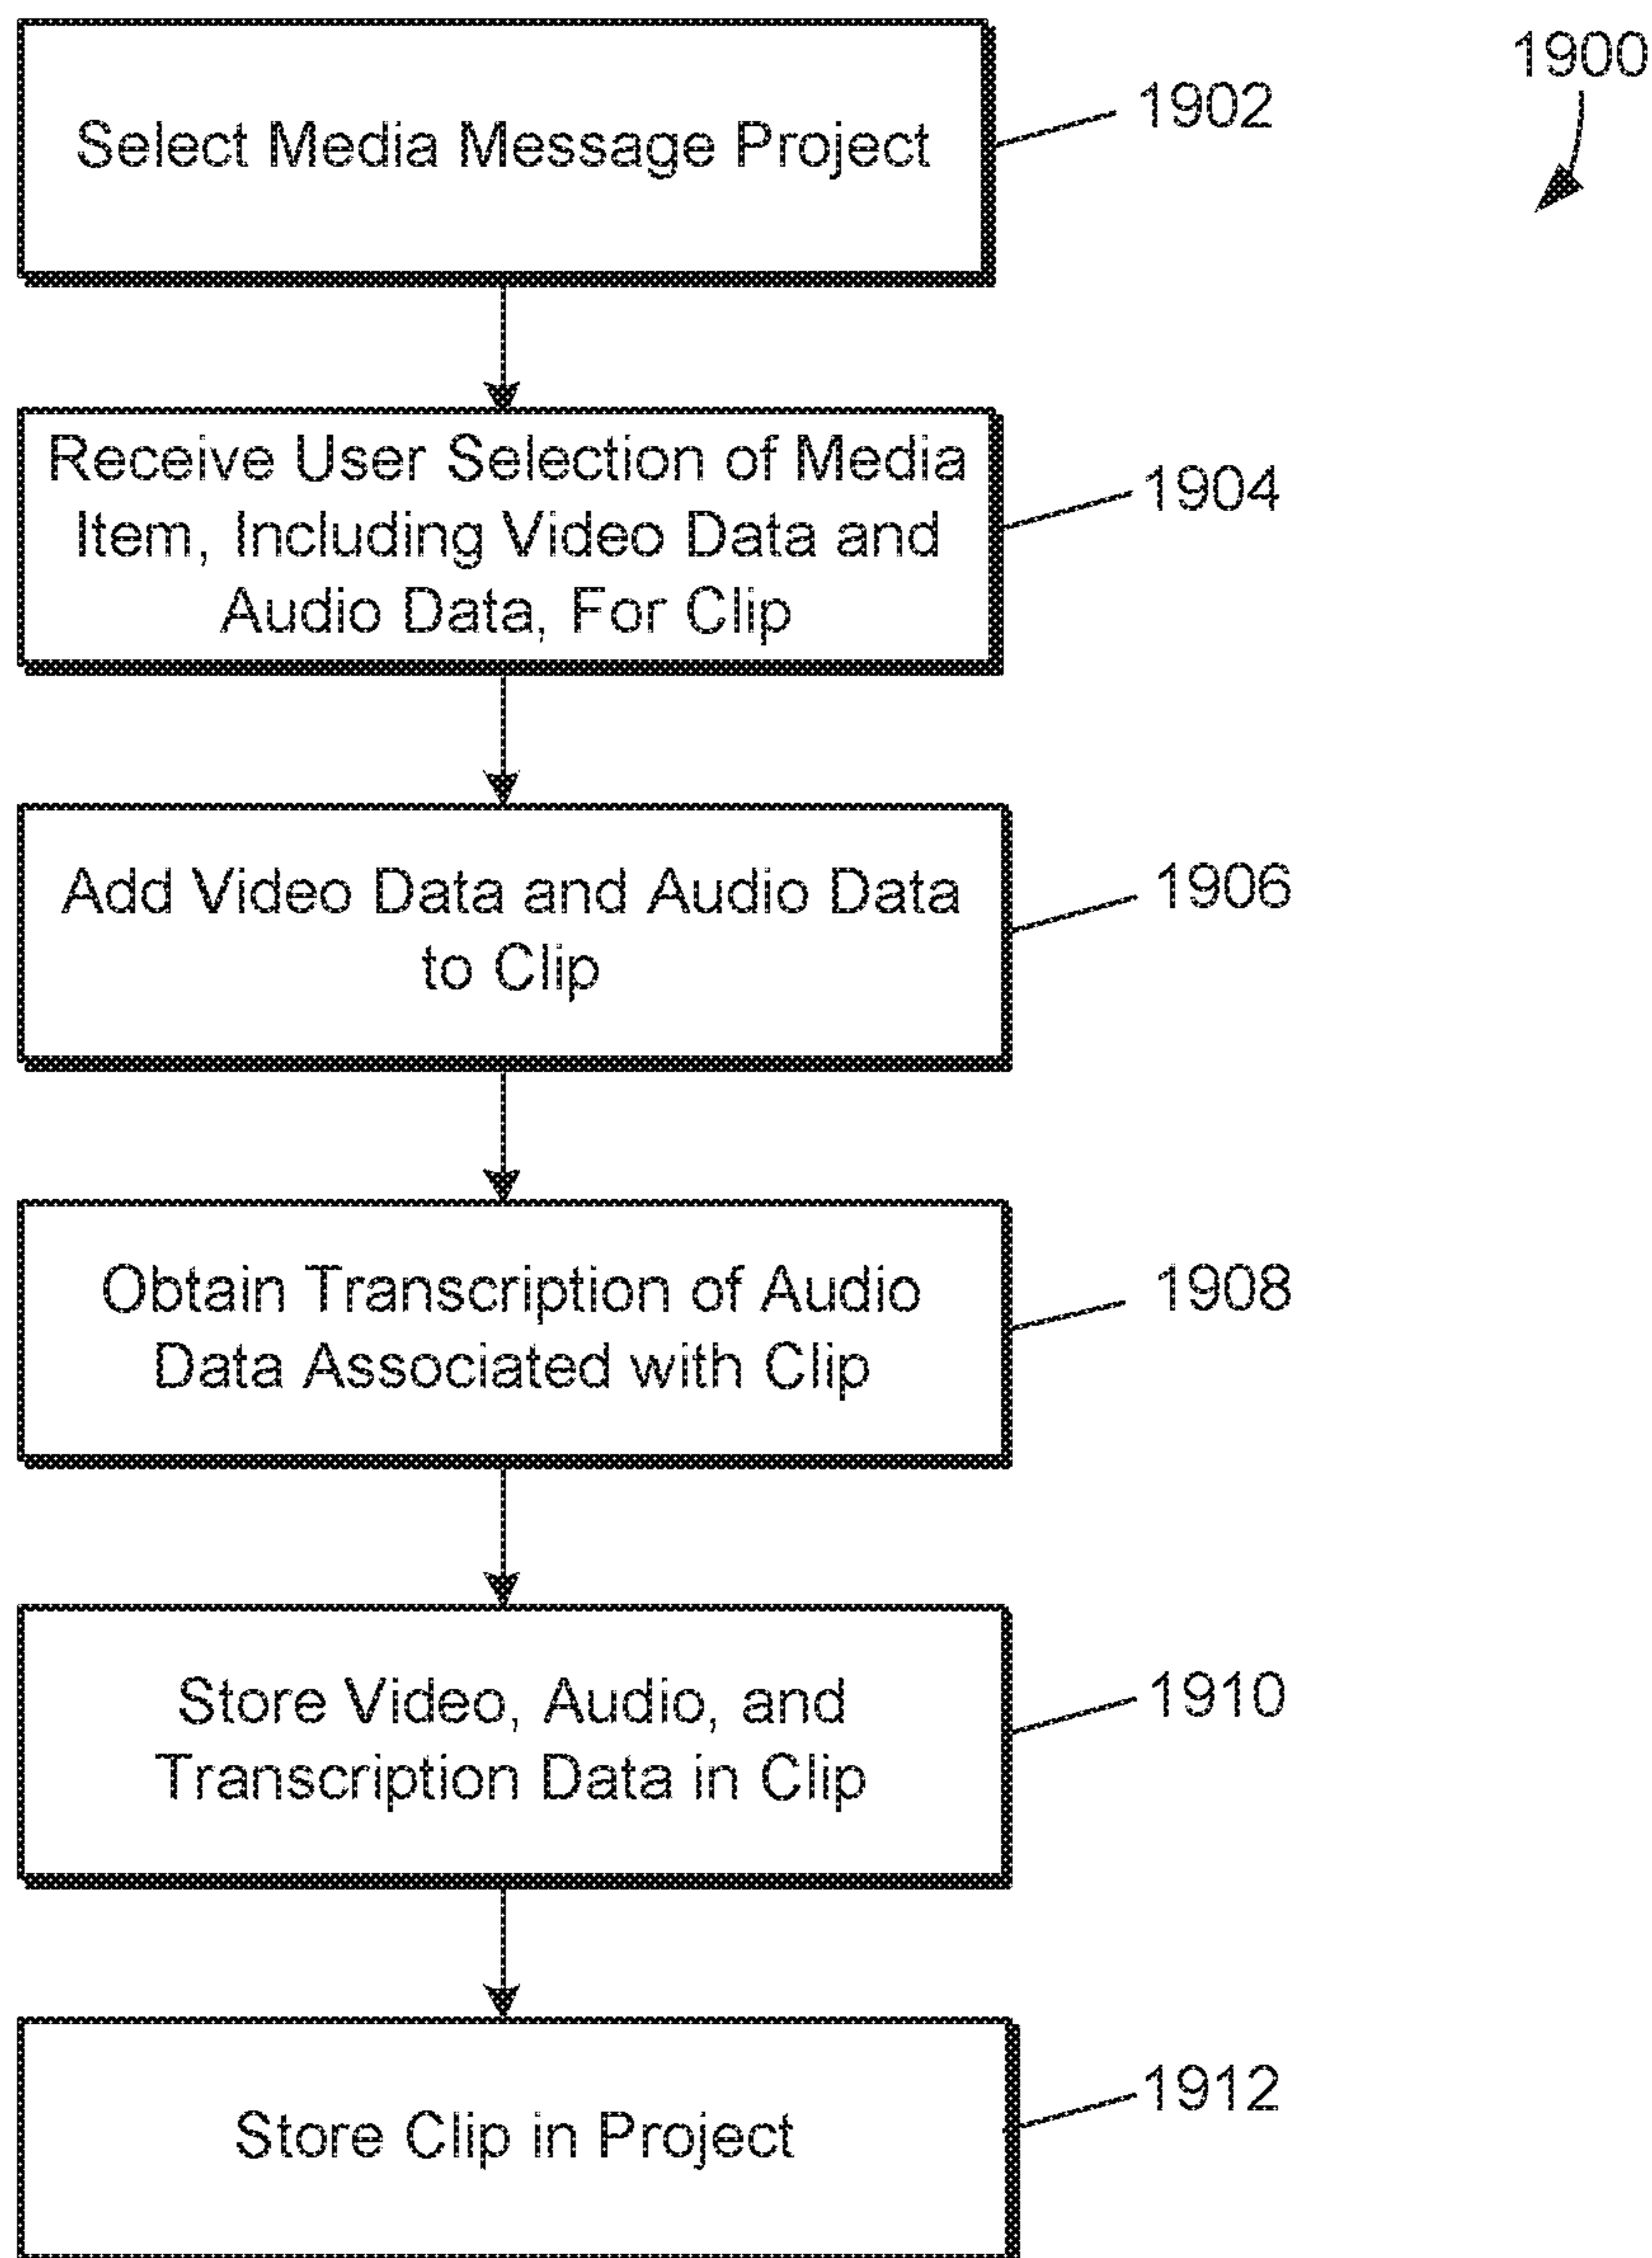 1900
Select Media Message Project
1902
Receive User Selection of Media
Item, Including Video Data and
Audio Data, For Clip
1904
Add Video Data and Audio Data
to Clip
1906
Obtain Transcription of Audio
Data Associated with Clip
1908
Store Video, Audio, and
Transcription Data in Clip
1910
Store Clip in Project
1912